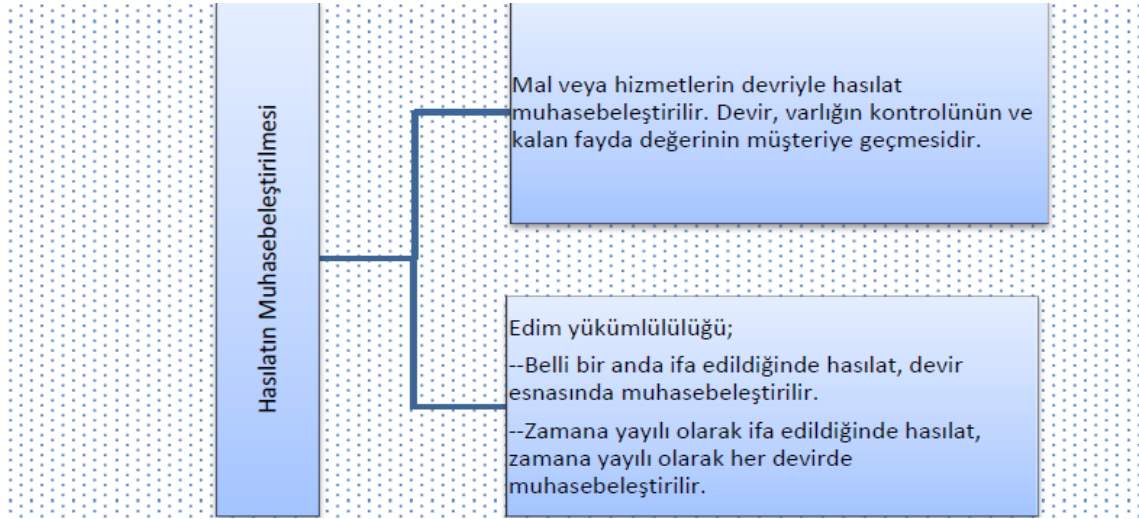 Hasılatın Muhasebeleştirilmesi
Mal veya hizmetlerin devriyle hasılat
muhasebeleştirilir. Devir, varlığın kontrolünün ve
kalan fayda değerinin müşteriye geçmesidir.
Edim yükümlülülüğü;
--Belli bir anda ifa edildiğinde hasılat, devir
esnasında muhasebeleştirilir.
--Zamana yayılı olarak ifa edildiğinde hasılat,
zamana yayılı olarak her devirde
muhasebeleştirilir.